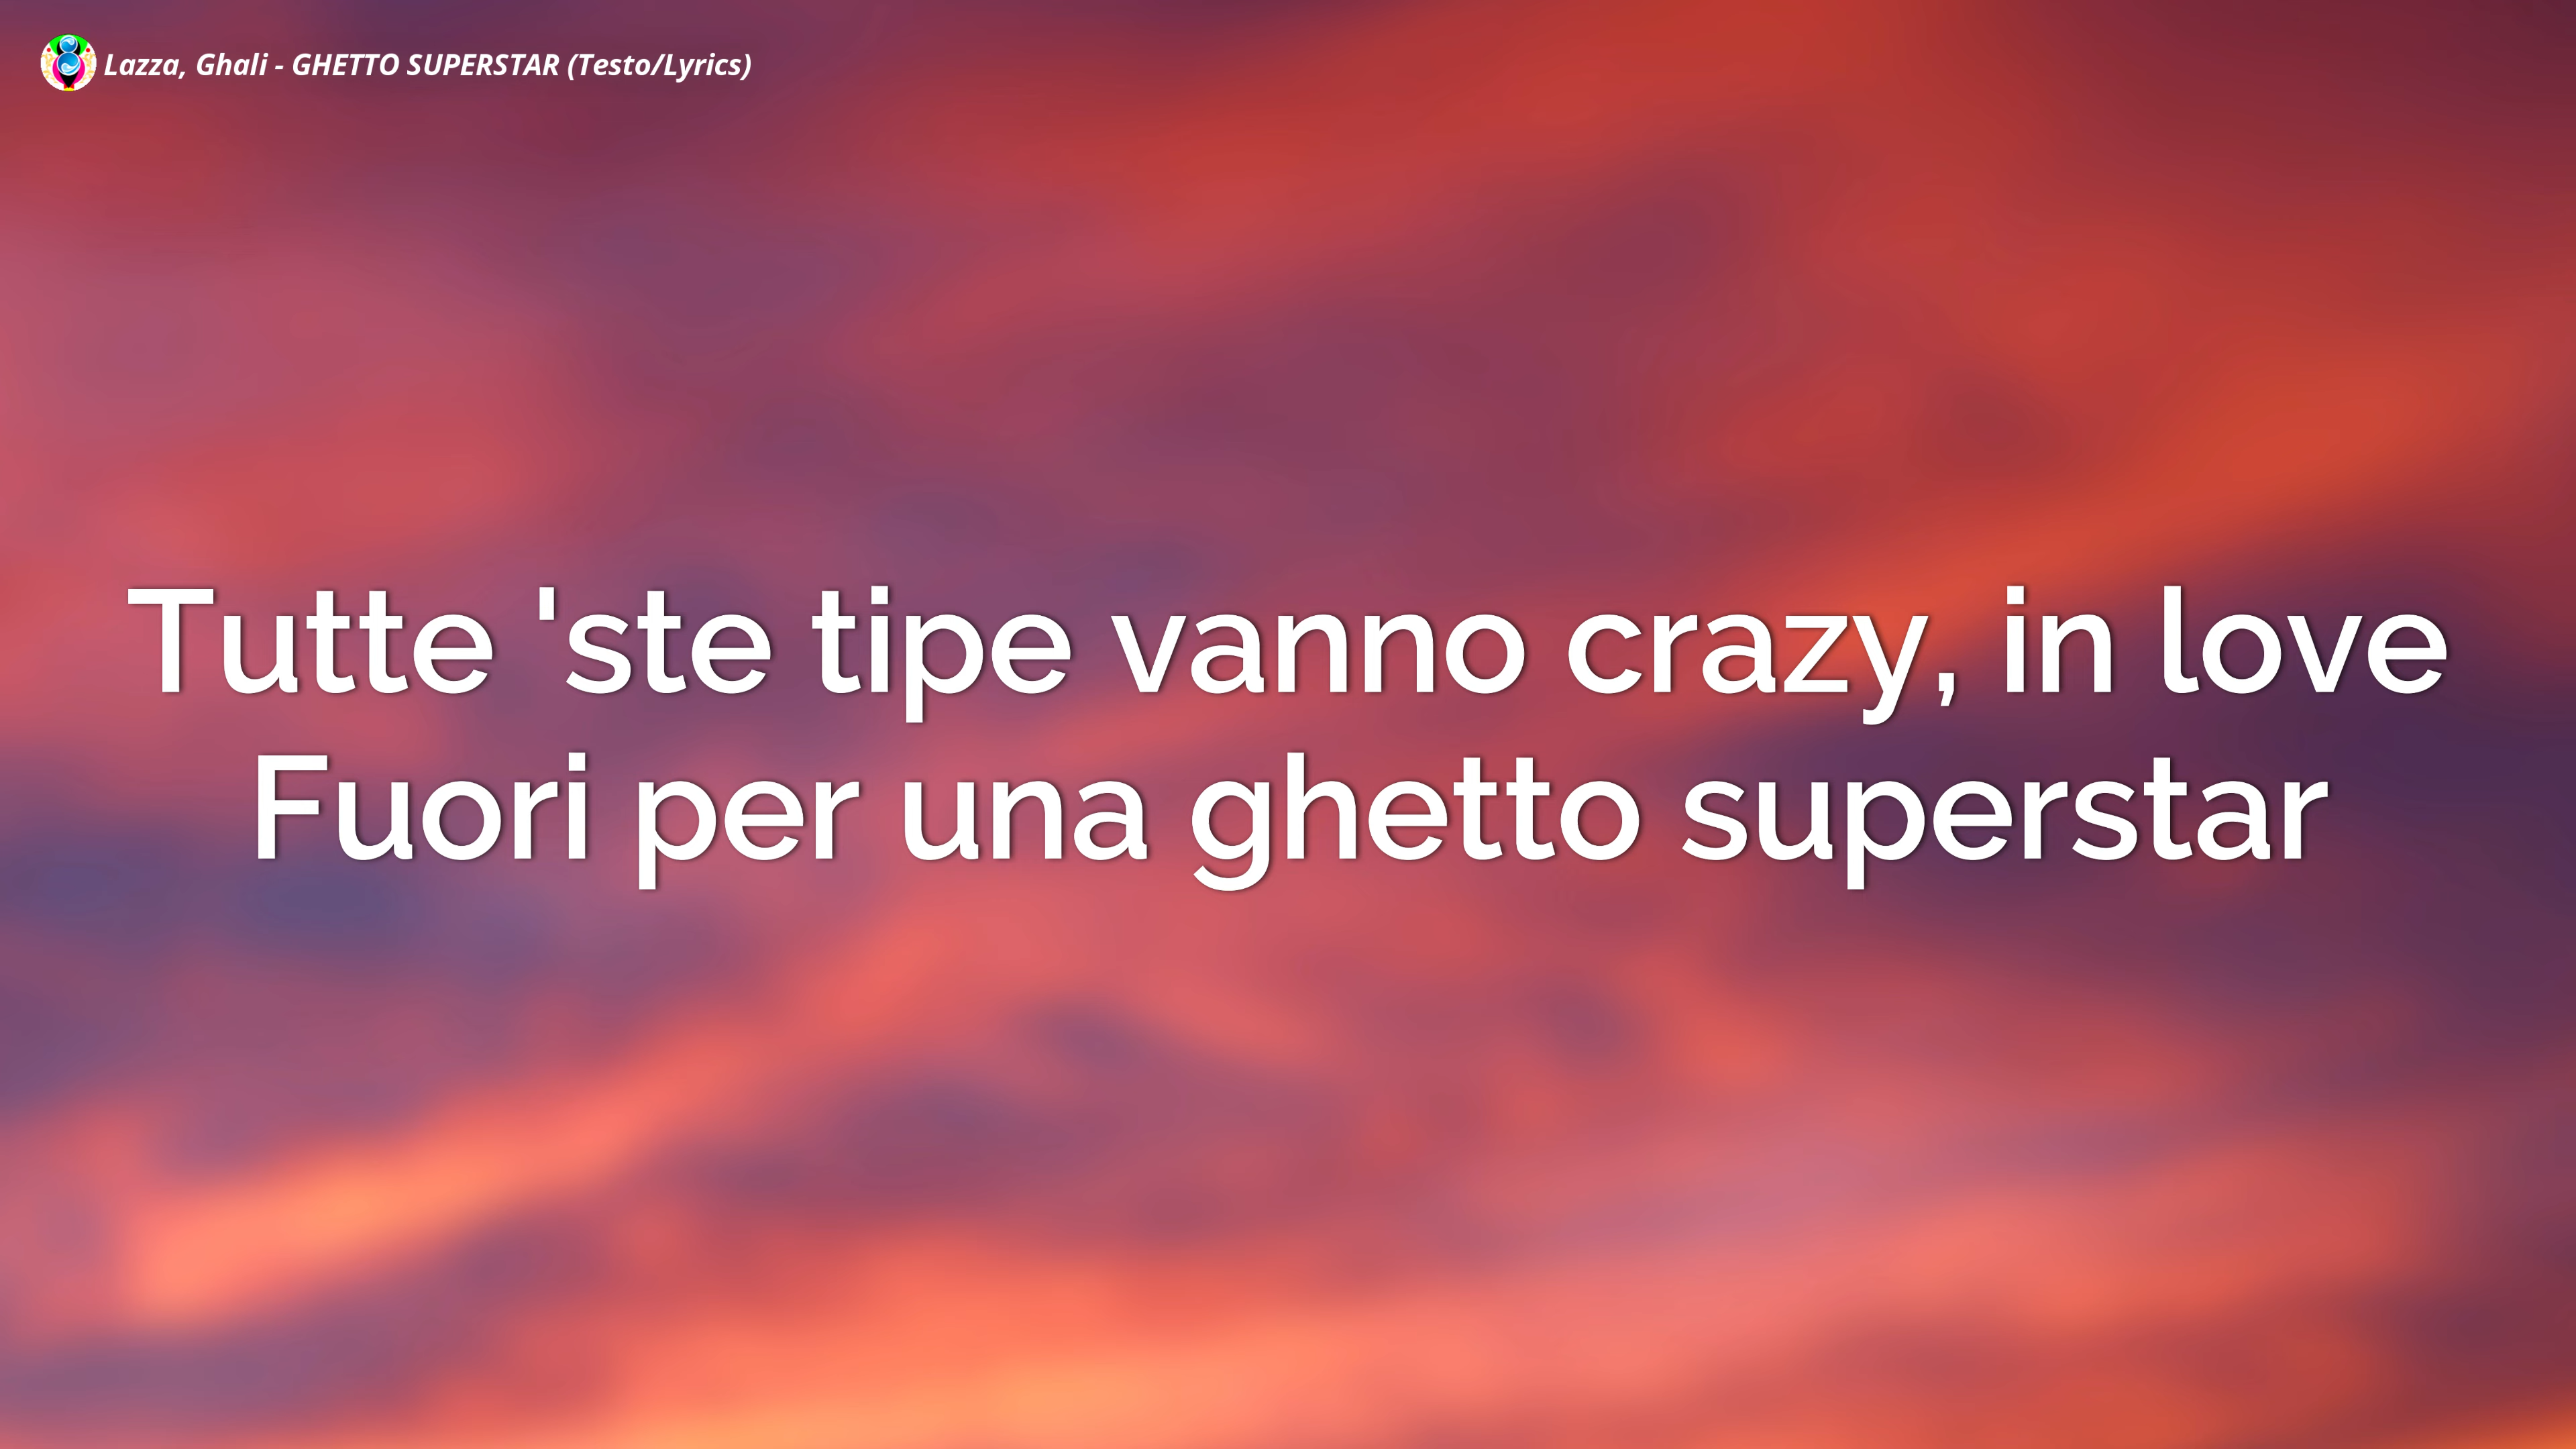 Lazza, Ghali - GHETTO SUPERSTAR (Testo/Lyrics)
Tutte 'ste tipe vanno crazy, in love
Fuori per una ghetto superstar